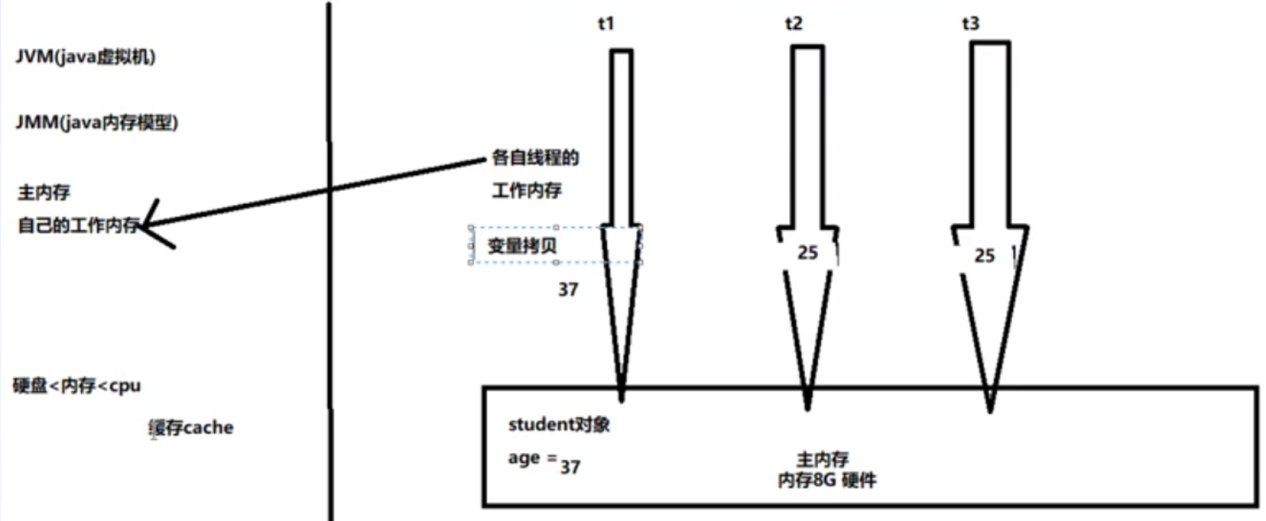 JVM(java虚拟机)
JMM(java内存模型)
主内存
自己的工作内存
硬盘<内存<cpu
缓存cache
t1
t2
t3
各自线程的
工作内存
变量拷贝
37
25
25
student对象
age =37
主内存
内存8G 硬件